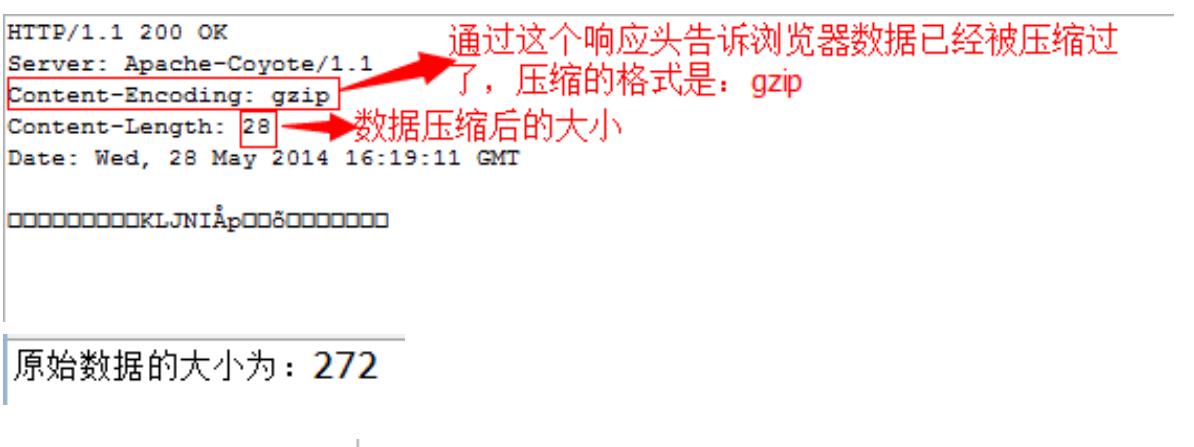 HTTP/1.1 200 OK
Server: Apache-Coyote/1.1
Content-Encoding: gzip
通过这个响应头告诉浏览器数据已经被压缩过
了，压缩的格式是：gzip
Content-Length: 28
数据压缩后的大小
Date: Wed, 28 May 2014 16:19:11 GMT
□□□□□□□□□KLJNIÅp□□õ□□□□□□□
原始数据的大小为：272